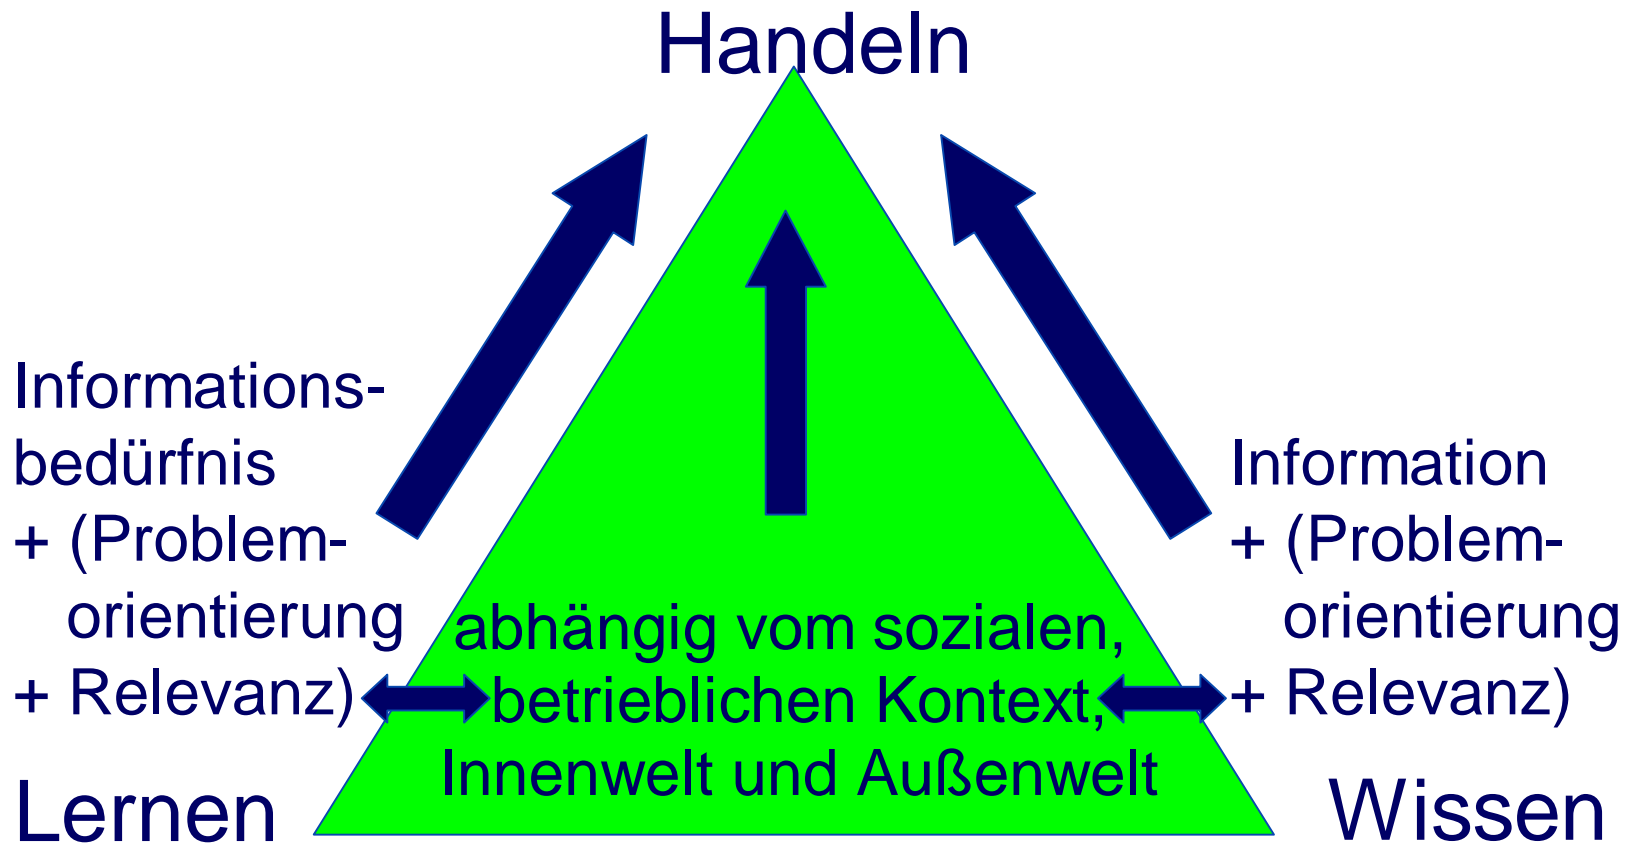 Handeln
Informations-
bedürfnis
+ (Problem-
orientierung
+ Relevanz)
Lernen
abhängig vom sozialen,
betrieblichen Kontext,
Innenwelt und Außenwelt
Information
+ (Problem-
orientierung
+ Relevanz)
Wissen